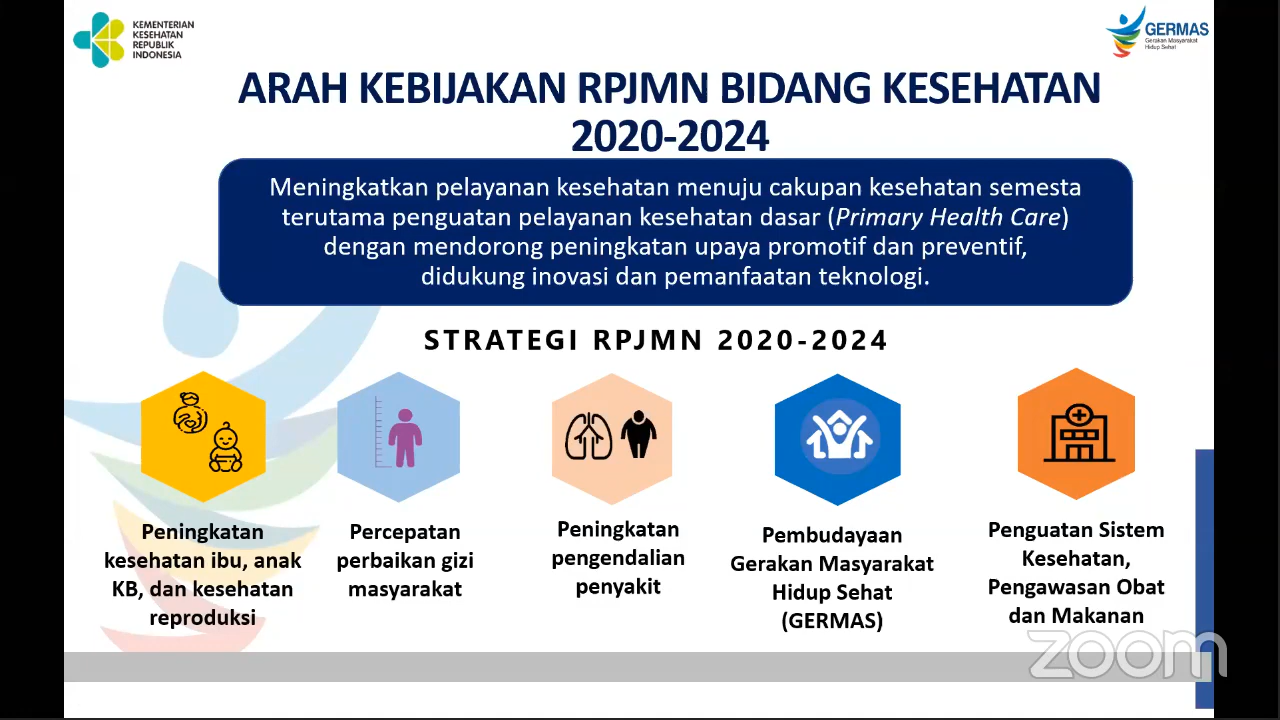 KEMENTERIAN
KESEHATAN
REPUBLIK
INDONESIA
GERMAS
Gerakan Masyarakat
Hidup Sehat
ARAH KEBIJAKAN RPJMN BIDANG KESEHATAN
2020-2024
Meningkatkan pelayanan kesehatan menuju cakupan kesehatan semesta
terutama penguatan pelayanan kesehatan dasar (Primary Health Care)
dengan mendorong peningkatan upaya promotif dan preventif,
didukung inovasi dan pemanfaatan teknologi.
STRATEGI RPJMN 2020-2024
Peningkatan
kesehatan ibu, anak
KB, dan kesehatan
reproduksi
Percepatan
perbaikan gizi
masyarakat
Peningkatan
pengendalian
penyakit
Pembudayaan
Gerakan Masyarakat
Hidup Sehat
(GERMAS)
Penguatan Sistem
Kesehatan,
Pengawasan Obat
dan Makanan
zoom